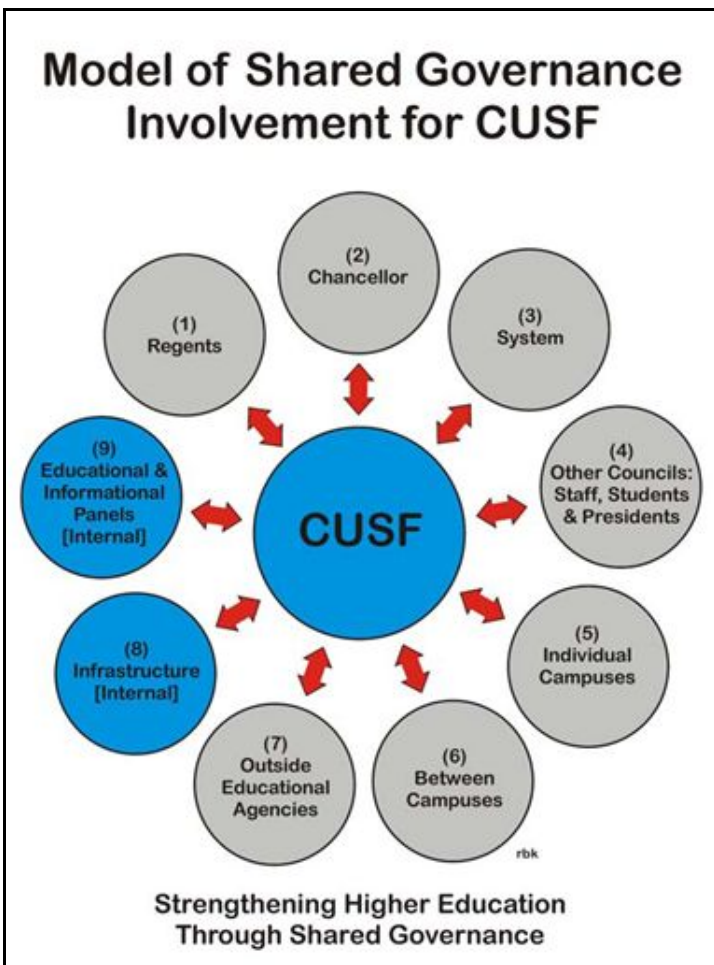 Model of Shared Governance
Involvement for CUSF
(1)
Regents
(2)
Chancellor
(3)
System
(4)
Other Councils:
Staff, Students
& Presidents
(5)
Individual
Campuses
(6)
Between
Campuses
(7)
Outside
Educational
Agencies
(8)
Infrastructure
[Internal]
(9)
Educational &
Informational
Panels
[Internal]
CUSF
rbk
Strengthening Higher Education
Through Shared Governance